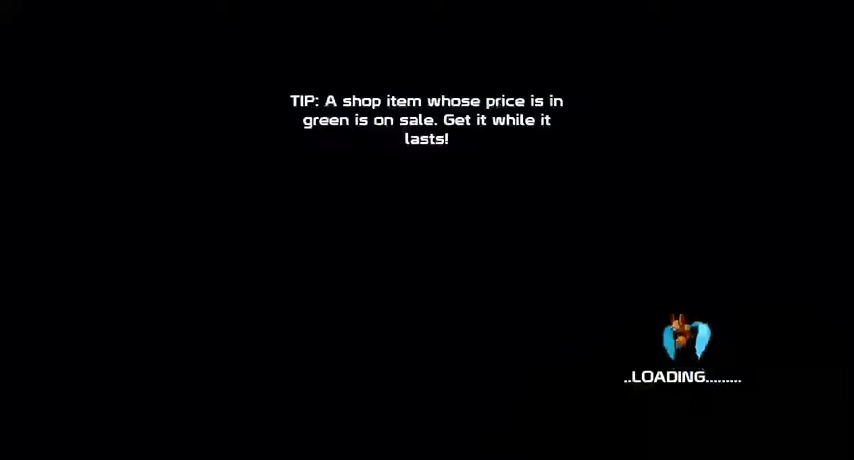 TIP: A shop item whose price is in
green is on sale. Get it while it
lasts!
..LOADING.........